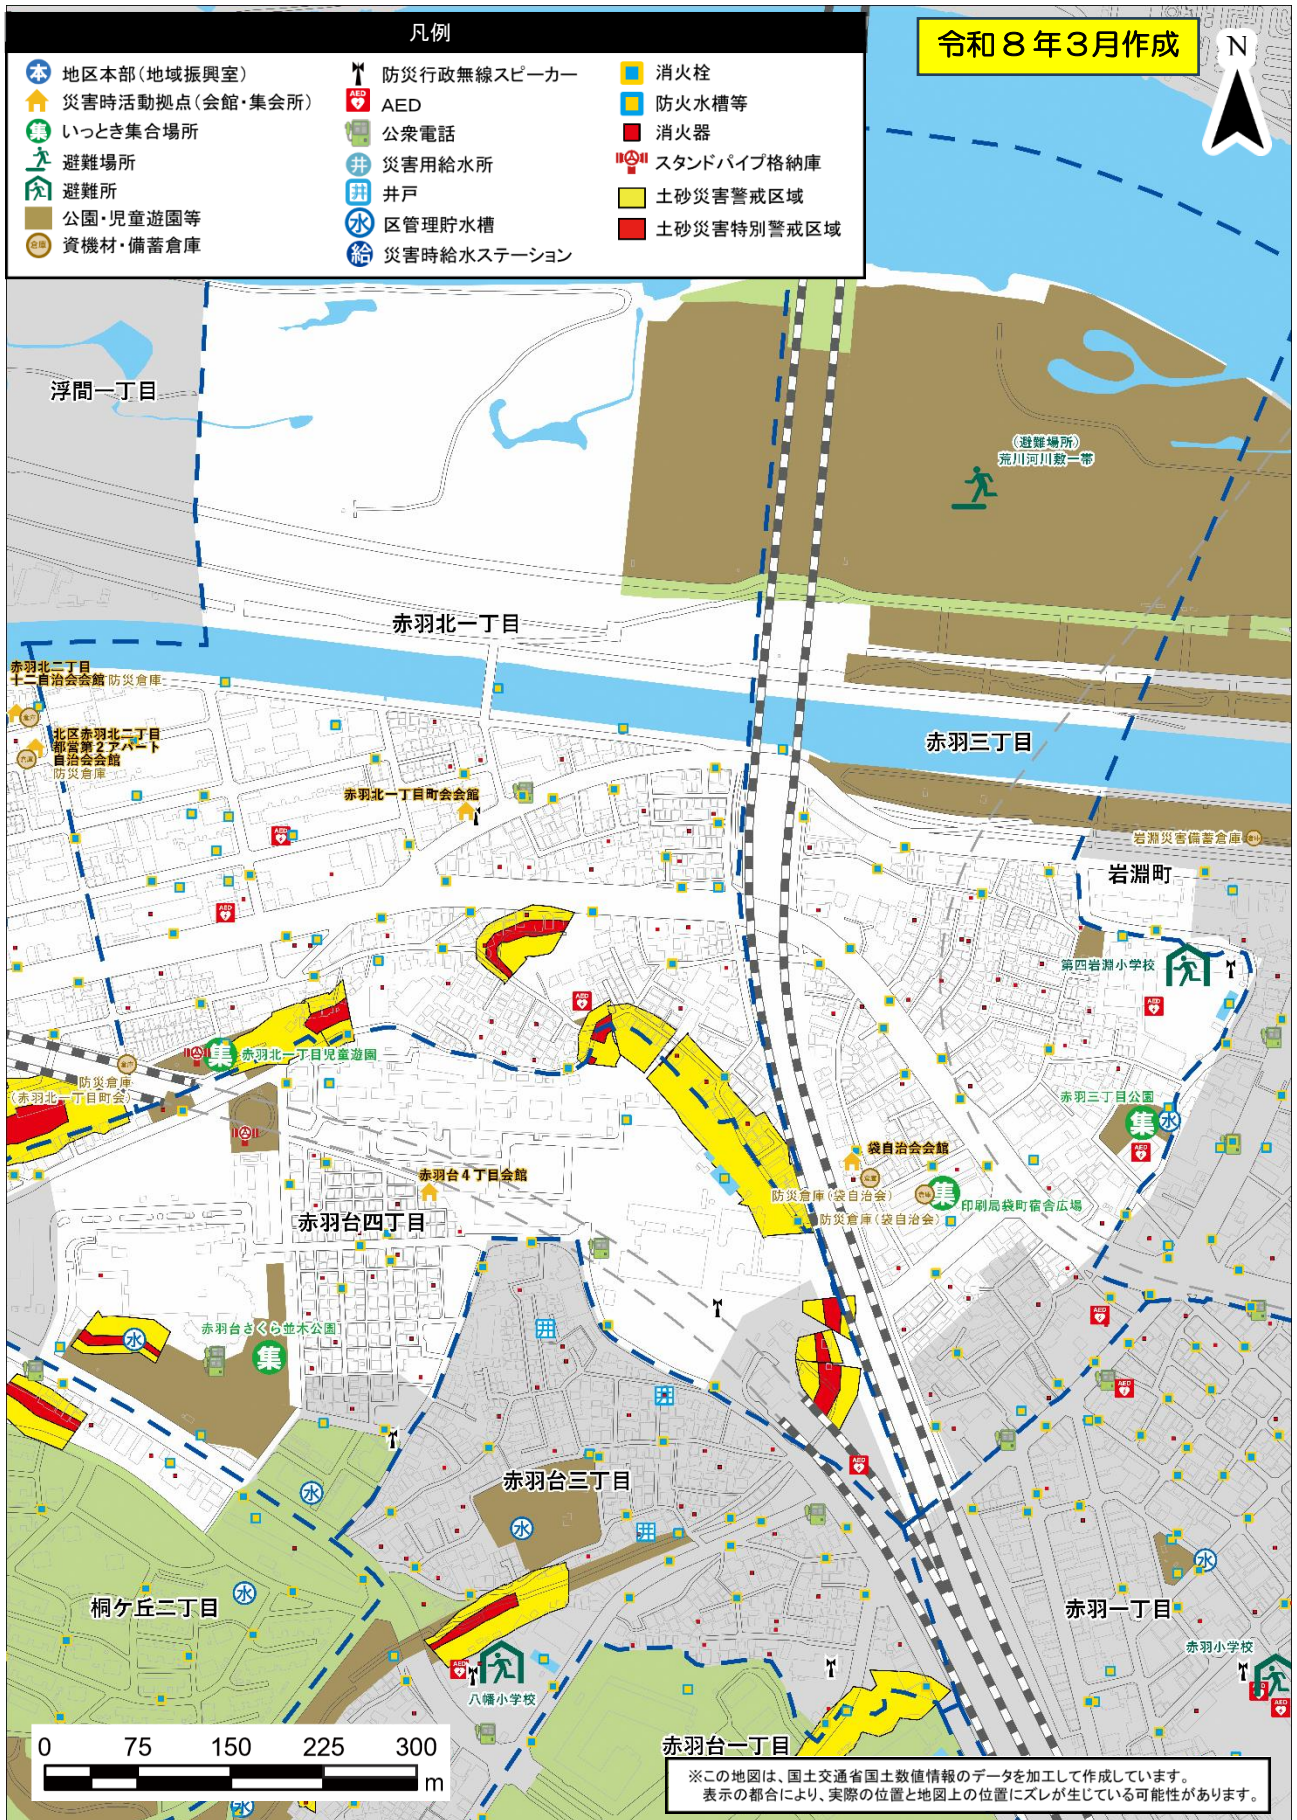 凡例
令和8年3月作成
N
本 地区本部(地域振興室)
災害時活動拠点(会館・集会所)
集 いっとき集合場所
避難場所
避難所
公園・児童遊園等
倉庫 資機材・備蓄倉庫
防災行政無線スピーカー
AED AED
公衆電話
井 災害用給水所
井 井戸
水 区管理貯水槽
給 災害時給水ステーション
消火栓
防火水槽等
消火器
スタンドパイプ格納庫
土砂災害警戒区域
土砂災害特別警戒区域
浮間一丁目
(避難場所)
荒川河川敷一帯
赤羽北一丁目
赤羽北二丁目
十二自治会会館 防災倉庫
北区赤羽北二丁目
都営第2アパート
自治会会館
防災倉庫
赤羽三丁目
赤羽北一丁目町会会館
岩淵災害備蓄倉庫
岩淵町
第四岩淵小学校
集 赤羽北一丁目児童遊園
防災倉庫
(赤羽北一丁目町会)
赤羽三丁目公園
集 水
袋自治会会館
赤羽台4丁目会館
防災倉庫(袋自治会)
集 印刷局袋町宿舎広場
防災倉庫(袋自治会)
赤羽台四丁目
赤羽台さくら並木公園
集
赤羽台三丁目
桐ケ丘二丁目
赤羽一丁目
赤羽小学校
八幡小学校
赤羽台一丁目
0 75 150 225 300
m
※この地図は、国土交通省国土数値情報のデータを加工して作成しています。
表示の都合により、実際の位置と地図上の位置にズレが生じている可能性があります。